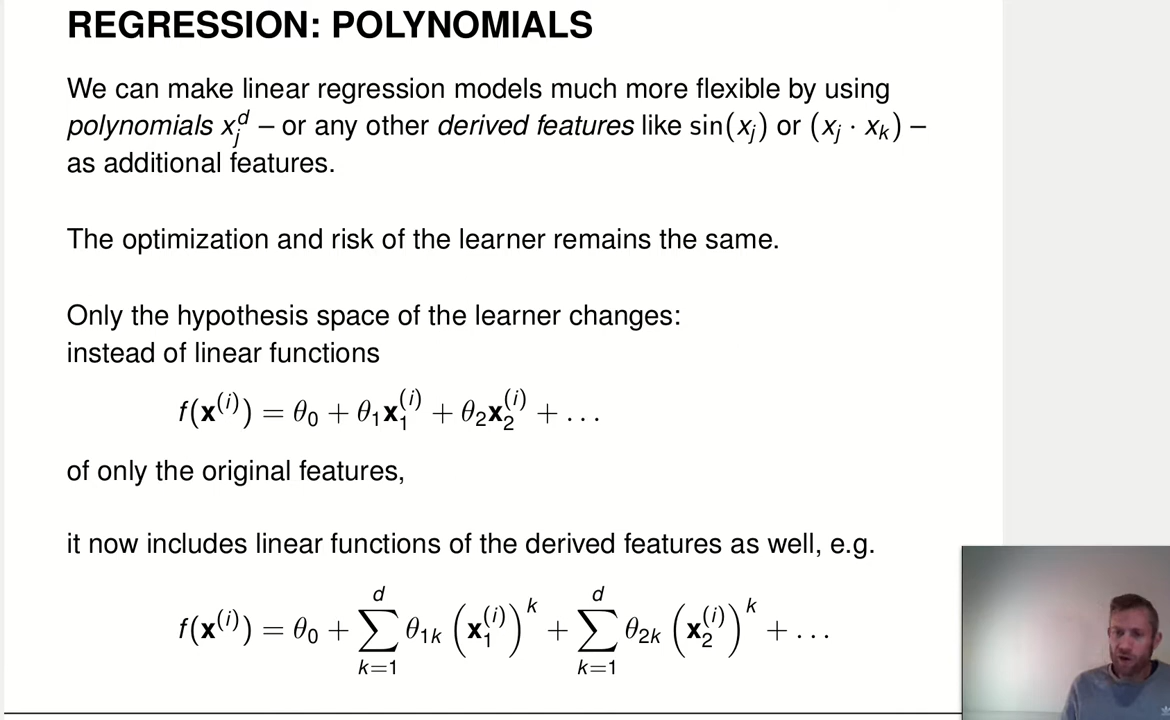 REGRESSION: POLYNOMIALS
We can make linear regression models much more flexible by using
polynomials x_j^d – or any other derived features like sin(x_j) or (x_j · x_k) –
as additional features.
The optimization and risk of the learner remains the same.
Only the hypothesis space of the learner changes:
instead of linear functions
f(x^(i)) = θ_0 + θ_1 x_1^(i) + θ_2 x_2^(i) + . . .
of only the original features,
it now includes linear functions of the derived features as well, e.g.
f(x^(i)) = θ_0 + ∑_{k=1}^{d} θ_{1k} (x_1^(i))^k + ∑_{k=1}^{d} θ_{2k} (x_2^(i))^k + . . .